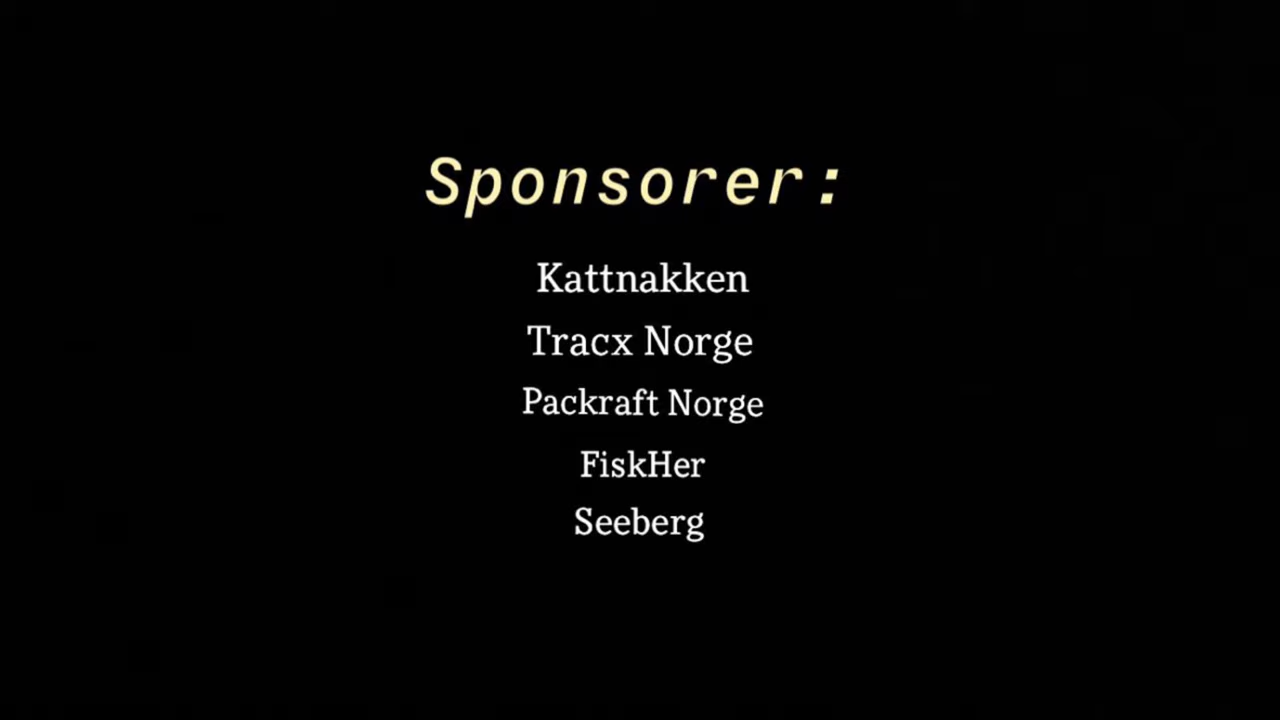 Sponsorer:
Kattnakken
Tracx Norge
Packraft Norge
FiskHer
Seeberg